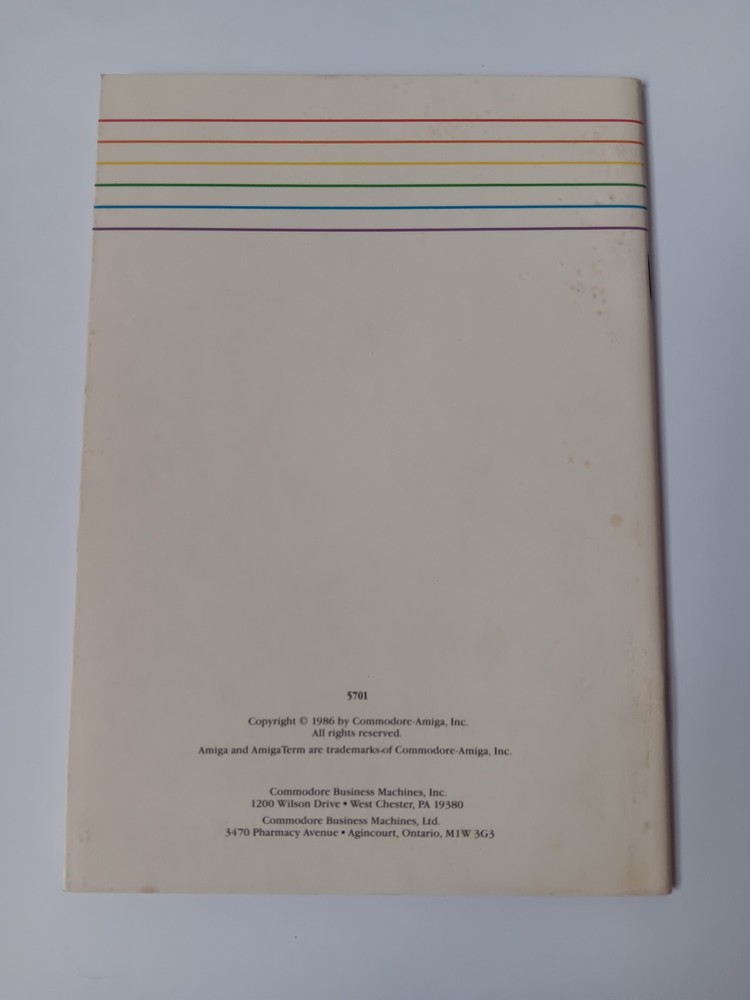 5701
Copyright © 1986 by Commodore-Amiga, Inc.
All rights reserved.
Amiga and AmigaTerm are trademarks of Commodore-Amiga, Inc.
Commodore Business Machines, Inc.
1200 Wilson Drive • West Chester, PA 19380
Commodore Business Machines, Ltd.
3470 Pharmacy Avenue • Agincourt, Ontario, M1W 3G3